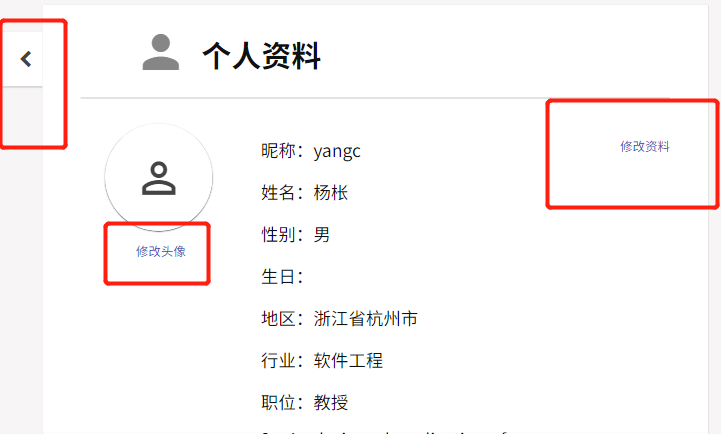 个人资料
昵称：yangc
修改资料
姓名：杨枨
性别：男
修改头像
生日：
地区：浙江省杭州市
行业：软件工程
职位：教授